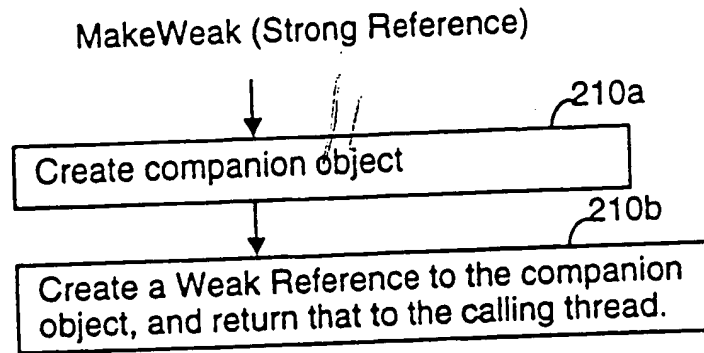 MakeWeak (Strong Reference)
210a
Create companion object
210b
Create a Weak Reference to the companion
object, and return that to the calling thread.